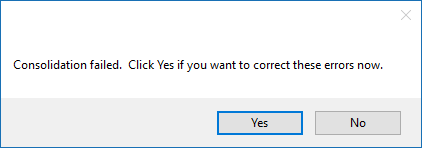 Consolidation failed.  Click Yes if you want to correct these errors now.
Yes
No